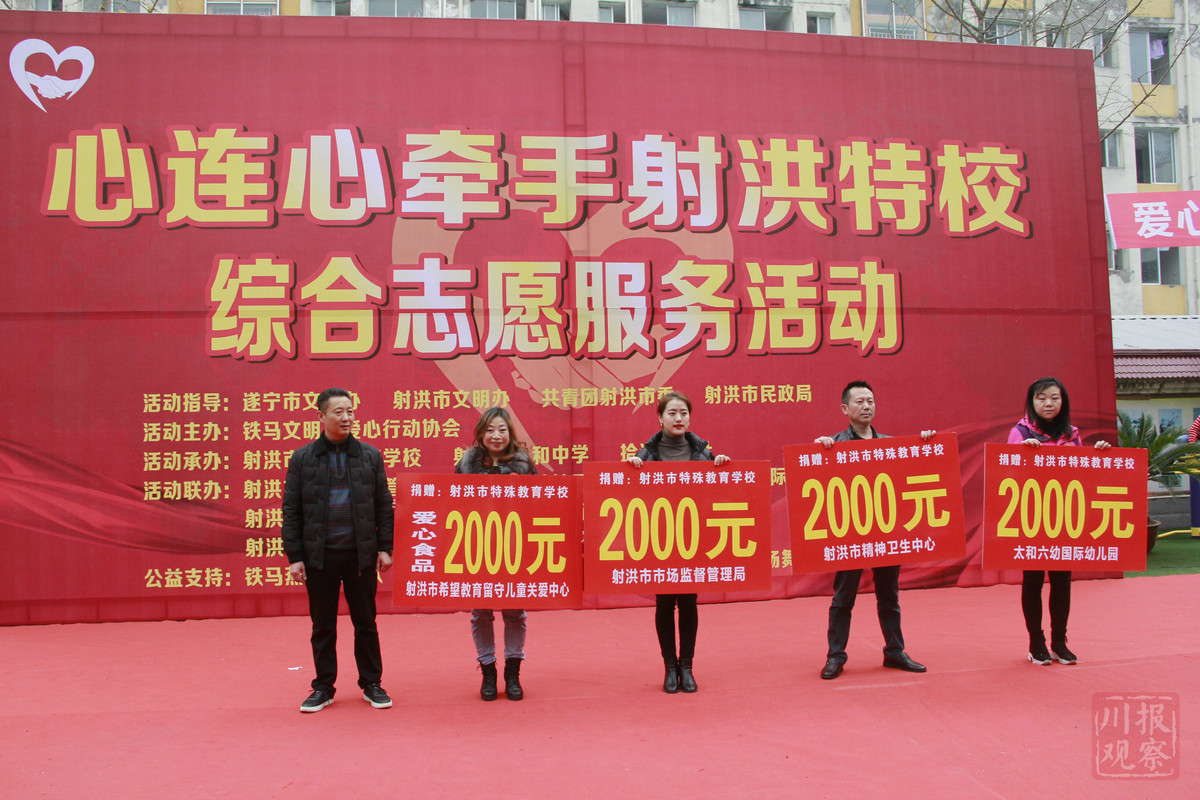 心连心牵手射洪特校
综合志愿服务活动
爱心
活动指导：遂宁市文 办 射洪市文明办 共青团射洪市委 射洪市民政局
活动主办：铁马文明 爱心行动协会
活动承办：射洪市 学校 射 和中学
活动联办：射洪
射洪
射洪
公益支持：铁马
捐赠：射洪市特殊教育学校
爱心食品
2000元
射洪市希望教育留守儿童关爱中心
捐赠：射洪市特殊教育学校
2000元
射洪市市场监督管理局
捐赠：射洪市特殊教育学校
2000元
射洪市精神卫生中心
捐赠：射洪市特殊教育学校
2000元
太和六幼国际幼儿园
川报
观察